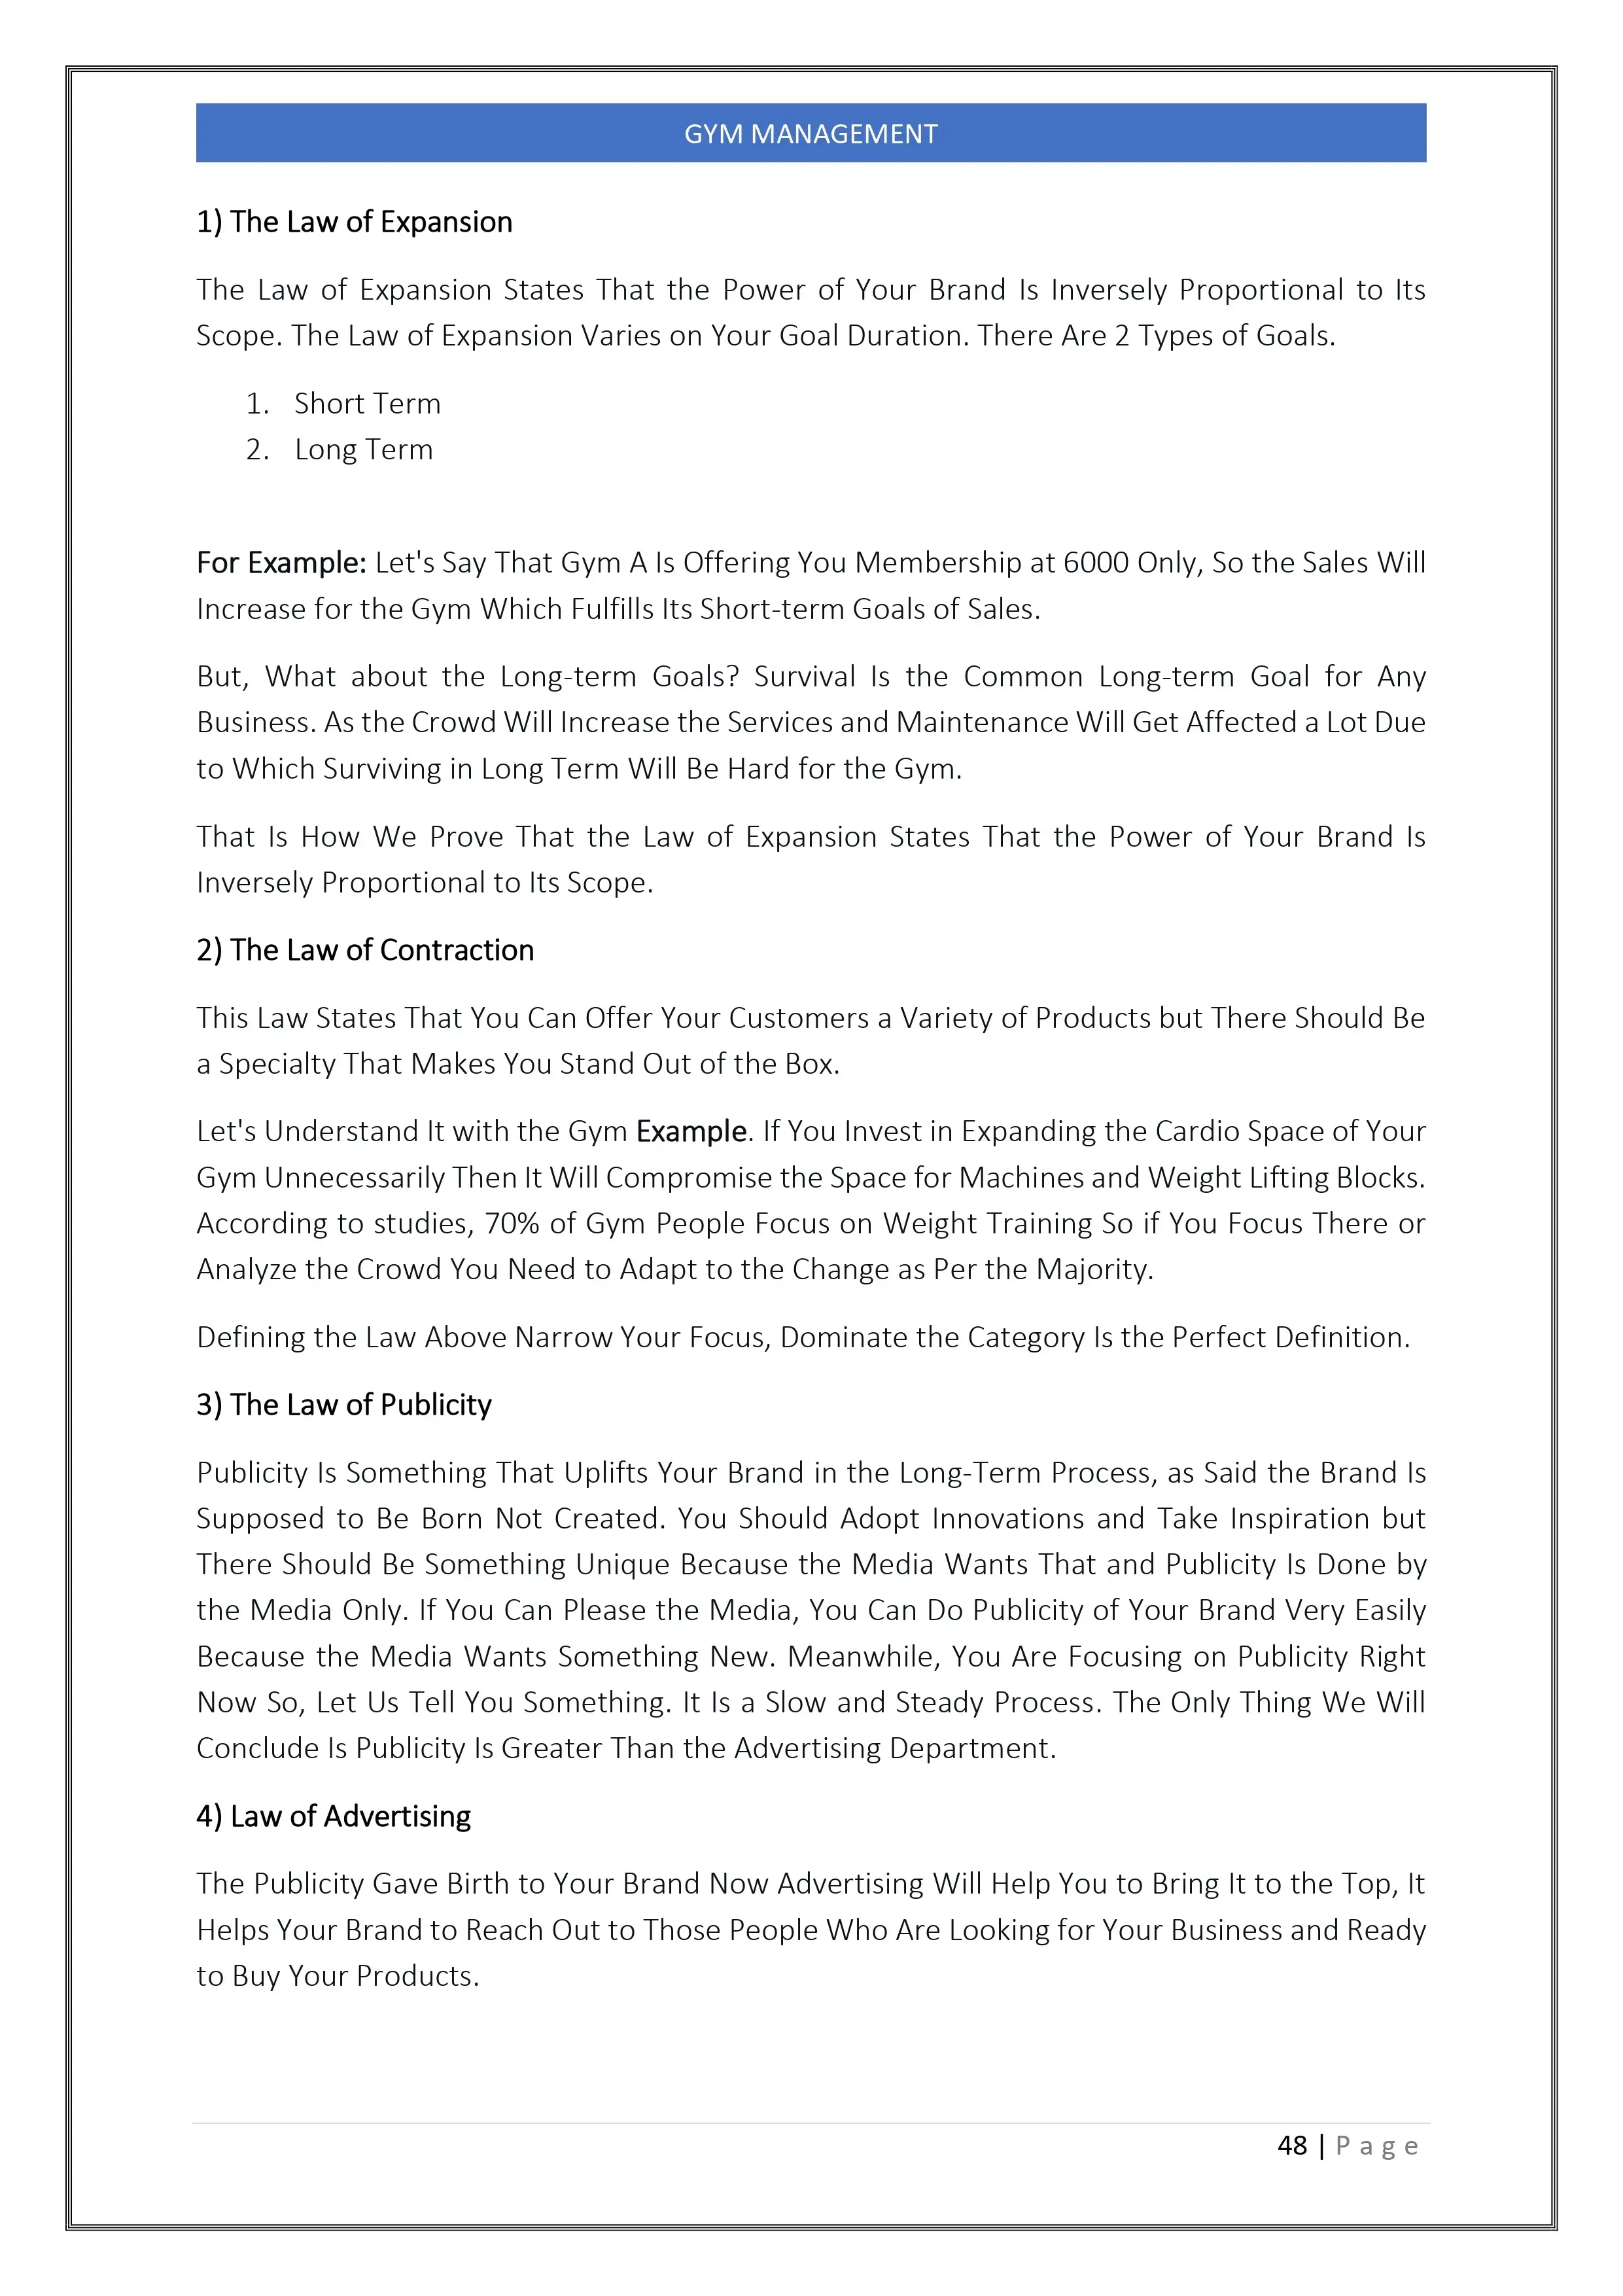 GYM MANAGEMENT
1) The Law of Expansion
The Law of Expansion States That the Power of Your Brand Is Inversely Proportional to Its
Scope. The Law of Expansion Varies on Your Goal Duration. There Are 2 Types of Goals.
1. Short Term
2. Long Term
For Example: Let's Say That Gym A Is Offering You Membership at 6000 Only, So the Sales Will
Increase for the Gym Which Fulfills Its Short-term Goals of Sales.
But, What about the Long-term Goals? Survival Is the Common Long-term Goal for Any
Business. As the Crowd Will Increase the Services and Maintenance Will Get Affected a Lot Due
to Which Surviving in Long Term Will Be Hard for the Gym.
That Is How We Prove That the Law of Expansion States That the Power of Your Brand Is
Inversely Proportional to Its Scope.
2) The Law of Contraction
This Law States That You Can Offer Your Customers a Variety of Products but There Should Be
a Specialty That Makes You Stand Out of the Box.
Let's Understand It with the Gym Example. If You Invest in Expanding the Cardio Space of Your
Gym Unnecessarily Then It Will Compromise the Space for Machines and Weight Lifting Blocks.
According to studies, 70% of Gym People Focus on Weight Training So if You Focus There or
Analyze the Crowd You Need to Adapt to the Change as Per the Majority.
Defining the Law Above Narrow Your Focus, Dominate the Category Is the Perfect Definition.
3) The Law of Publicity
Publicity Is Something That Uplifts Your Brand in the Long-Term Process, as Said the Brand Is
Supposed to Be Born Not Created. You Should Adopt Innovations and Take Inspiration but
There Should Be Something Unique Because the Media Wants That and Publicity Is Done by
the Media Only. If You Can Please the Media, You Can Do Publicity of Your Brand Very Easily
Because the Media Wants Something New. Meanwhile, You Are Focusing on Publicity Right
Now So, Let Us Tell You Something. It Is a Slow and Steady Process. The Only Thing We Will
Conclude Is Publicity Is Greater Than the Advertising Department.
4) Law of Advertising
The Publicity Gave Birth to Your Brand Now Advertising Will Help You to Bring It to the Top, It
Helps Your Brand to Reach Out to Those People Who Are Looking for Your Business and Ready
to Buy Your Products.
48 | P a g e